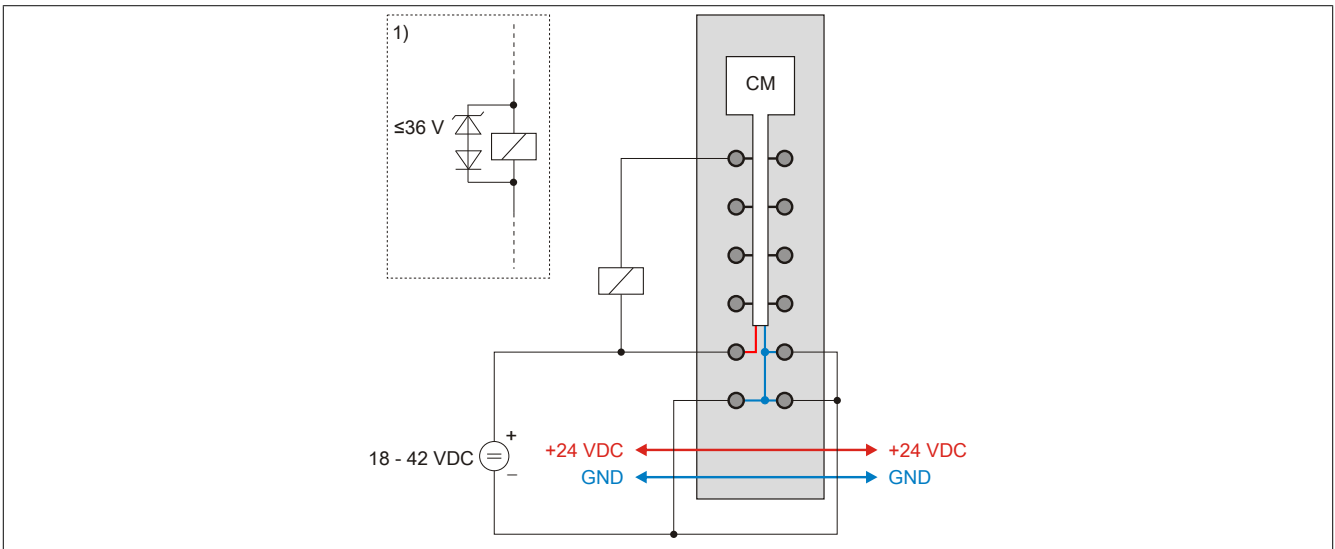 1)
CM
≤36 V
+
18 - 42 VDC
–
+24 VDC +24 VDC
GND GND